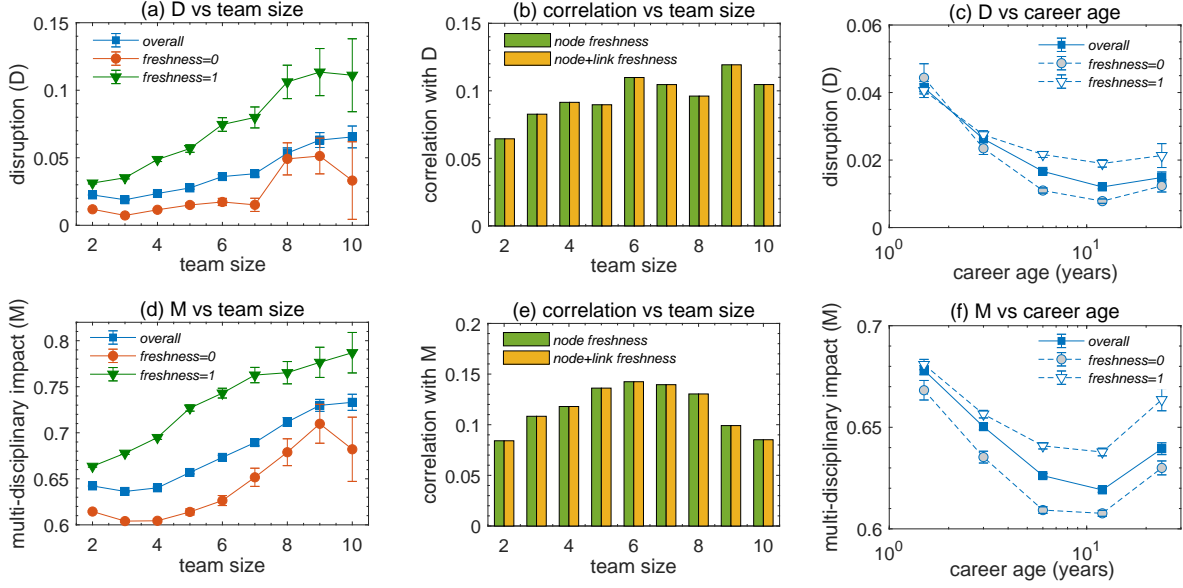 (a) D vs team size
0.15
0.1
0.05
0
disruption (D)
overall
freshness=0
freshness=1
2 4 6 8 10
team size
(b) correlation vs team size
0.15
0.10
0.05
0
correlation with D
node freshness
node+link freshness
2 4 6 8 10
team size
(c) D vs career age
0.06
0.04
0.02
0
disruption (D)
overall
freshness=0
freshness=1
10^0 10^1
career age (years)
(d) M vs team size
0.8
0.75
0.7
0.65
0.6
multi-disciplinary impact (M)
overall
freshness=0
freshness=1
2 4 6 8 10
team size
(e) correlation vs team size
0.2
0.15
0.1
0.05
0
correlation with M
node freshness
node+link freshness
2 4 6 8 10
team size
(f) M vs career age
0.7
0.65
0.6
multi-disciplinary impact (M)
overall
freshness=0
freshness=1
10^0 10^1
career age (years)